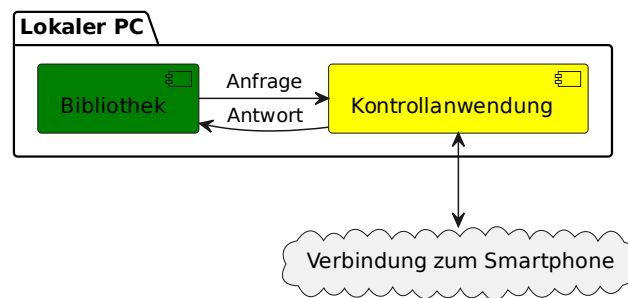 Lokaler PC
Anfrage
Bibliothek
Kontrollanwendung
Antwort
Verbindung zum Smartphone